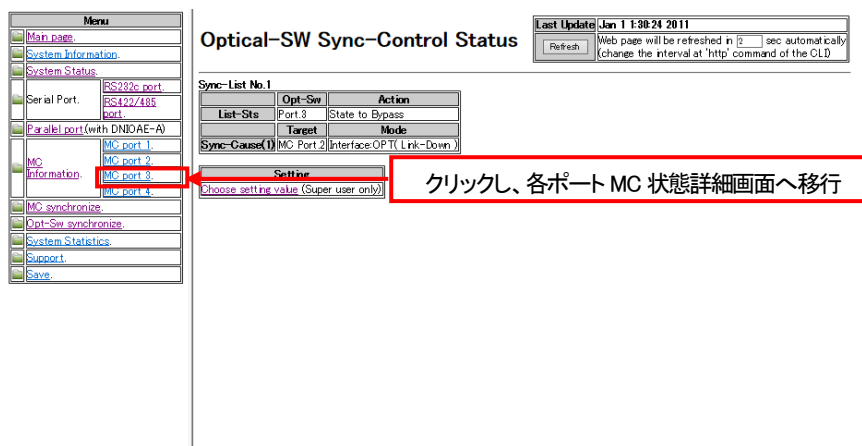 Menu
Main page.
System Information.
System Status.
Serial Port.
RS232c port.
RS422/485
port.
Parallel port.(with DNIOAE-A)
MC
Information.
MC port 1.
MC port 2.
MC port 3.
MC port 4.
MC synchronize.
Opt-Sw synchronize.
System Statistics.
Support.
Save.
Optical-SW Sync-Control Status
Last Update Jan 1 1:30:24 2011
Refresh
Web page will be refreshed in 2 sec automatically
(change the interval at 'http' command of the CLI)
Sync-List No.1
Opt-Sw Action
List-Sts Port.3 State to Bypass
Target Mode
Sync-Cause(1) MC Port.2 Interface:OPT( Link-Down )
Setting
Choose setting value (Super user only)
クリックし、各ポート MC 状態詳細画面へ移行